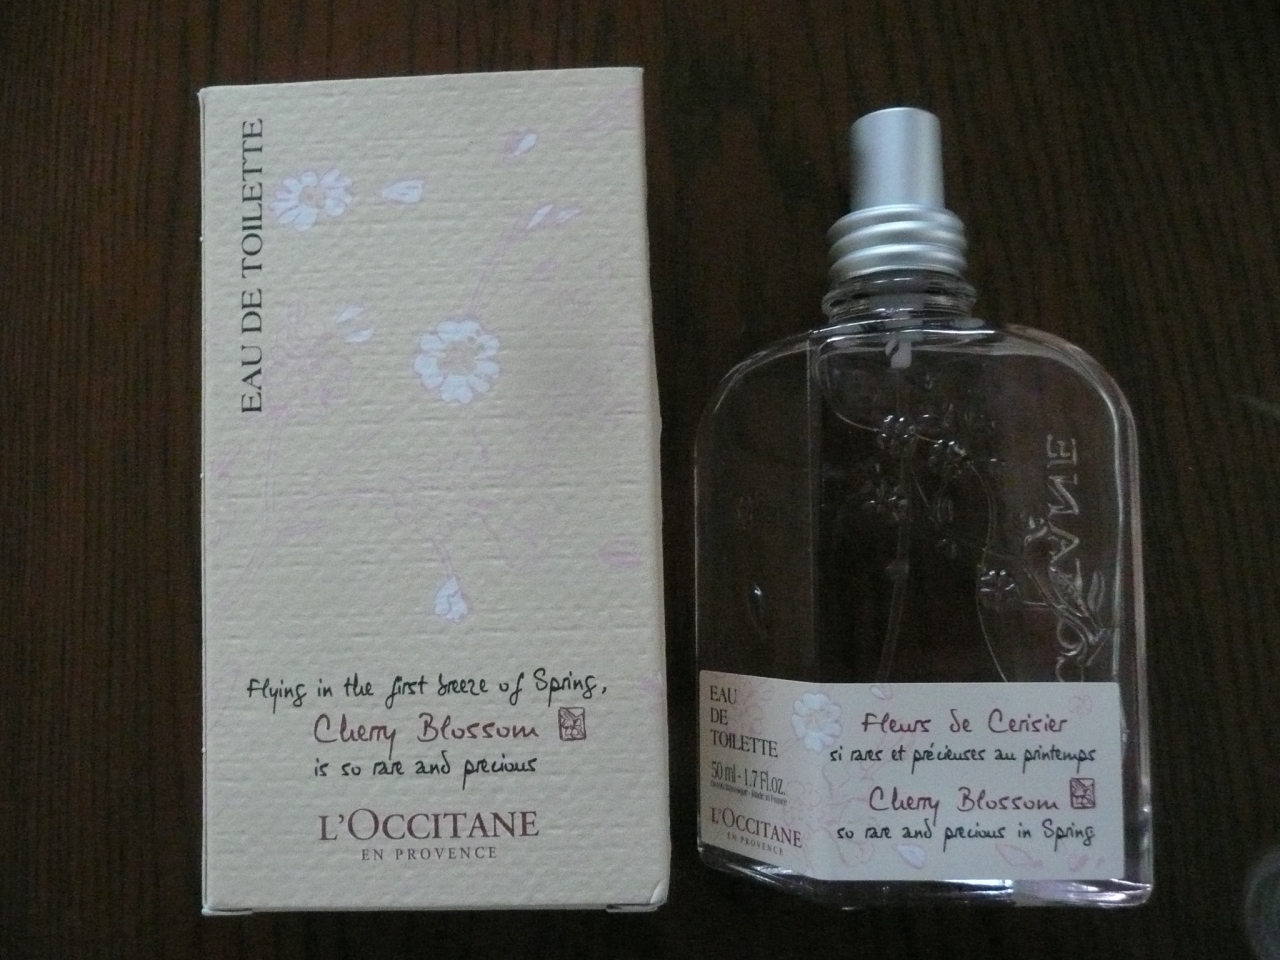 EAU DE TOILETTE
Flying in the first breeze of Spring,
Cherry Blossom
is so rare and precious
L'OCCITANE
EN PROVENCE
EAU
DE
TOILETTE
50 ml - 1.7 Fl.oz.
L'OCCITANE
EN PROVENCE
Fleurs de Cerisier
si rares et précieuses au printemps
Cherry Blossom
so rare and precious in Spring